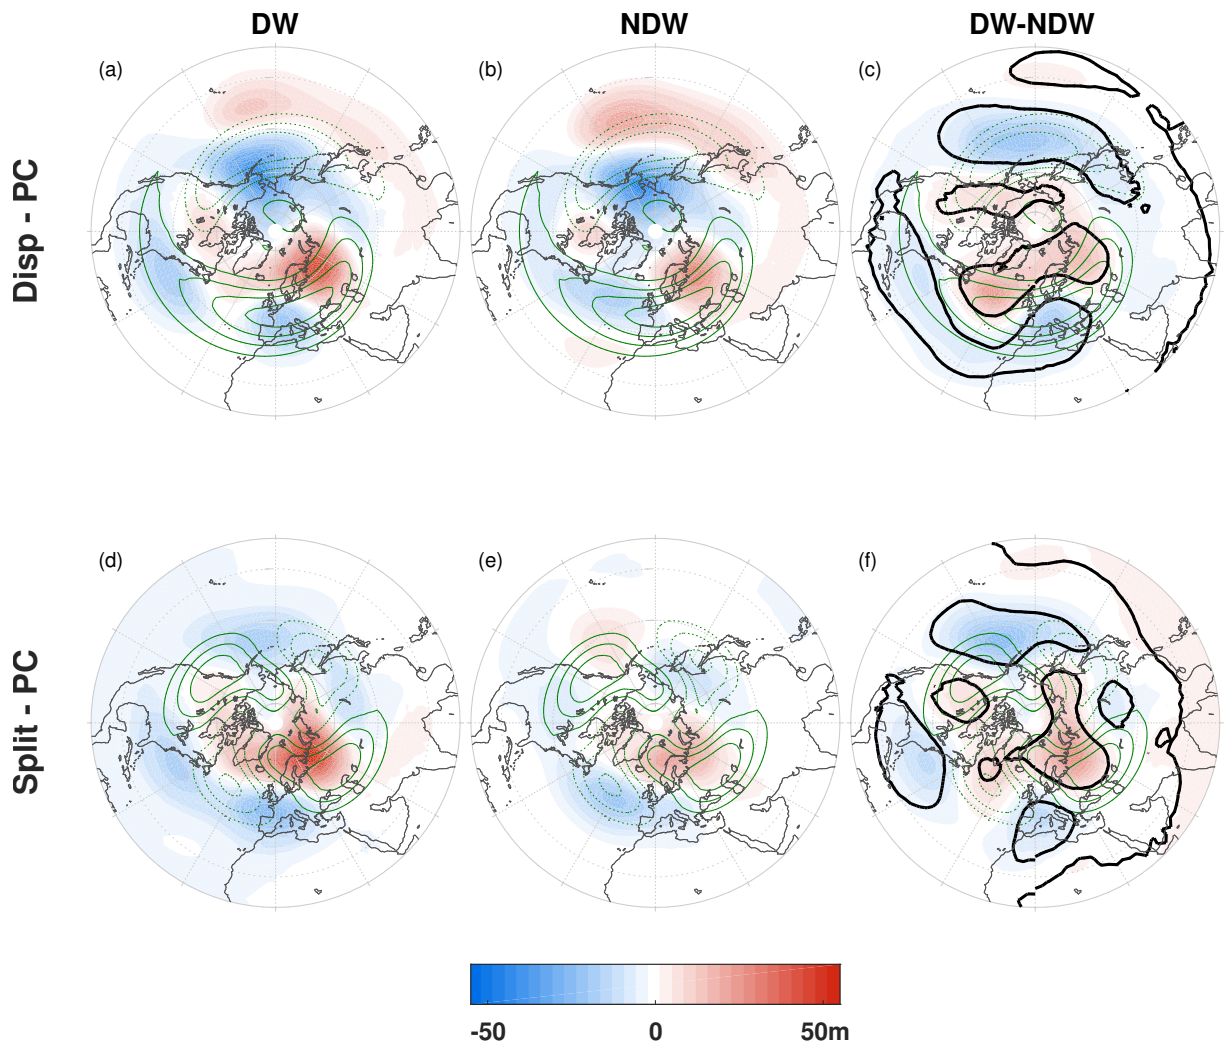 DW NDW DW-NDW
(a) (b) (c)
Disp - PC
(d) (e) (f)
Split - PC
-50 0 50m